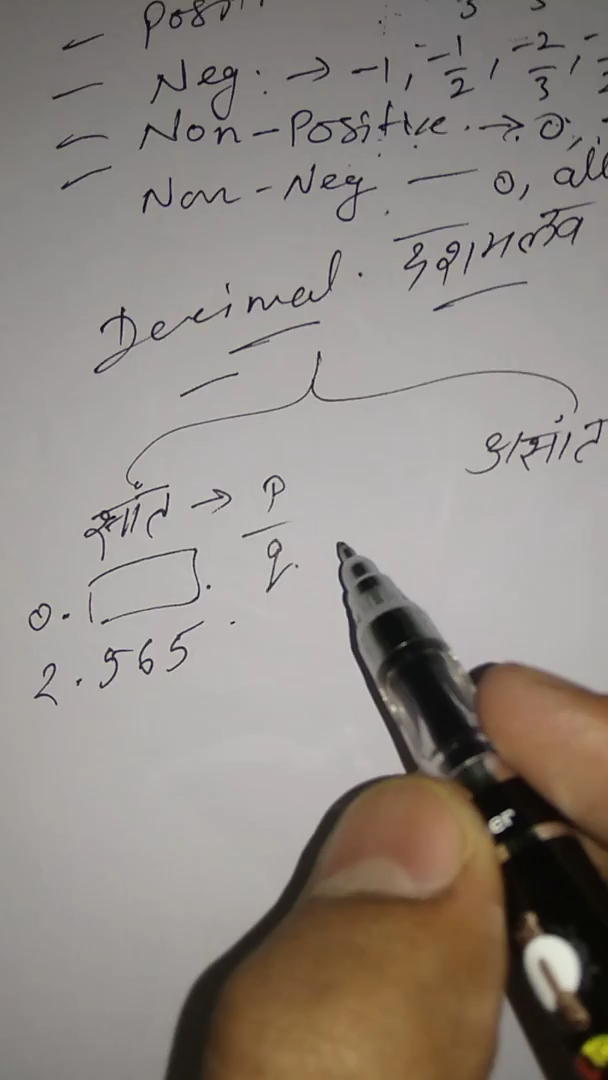 Neg. → -1, -1/2, -2/3, -
Non-Positive. → 0,
Non-Neg — 0, all
Decimal. दशमलव
सांत → P/q. असांत
0. .
2.565